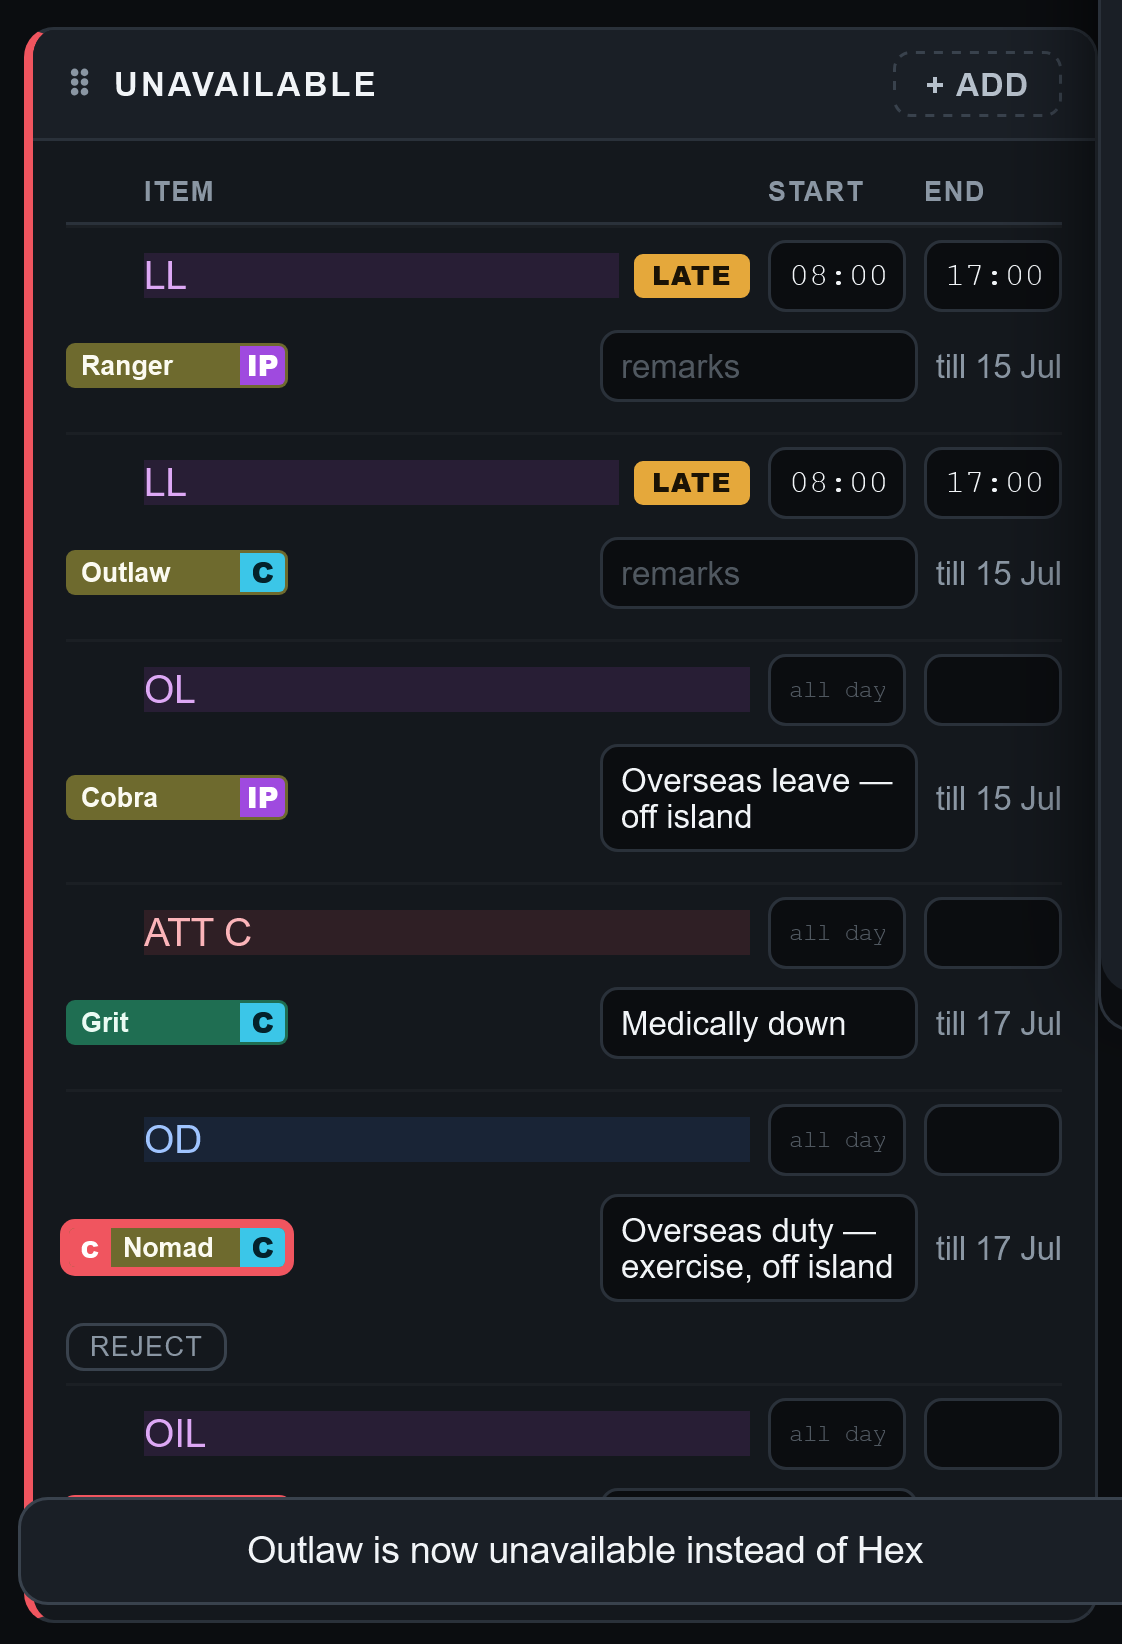 UNAVAILABLE
+ ADD
ITEM START END
LL LATE 08:00 17:00
Ranger IP remarks till 15 Jul
LL LATE 08:00 17:00
Outlaw C remarks till 15 Jul
OL all day
Cobra IP Overseas leave —
off island till 15 Jul
ATT C all day
Grit C Medically down till 17 Jul
OD all day
c Nomad C Overseas duty —
exercise, off island till 17 Jul
REJECT
OIL all day
Outlaw is now unavailable instead of Hex